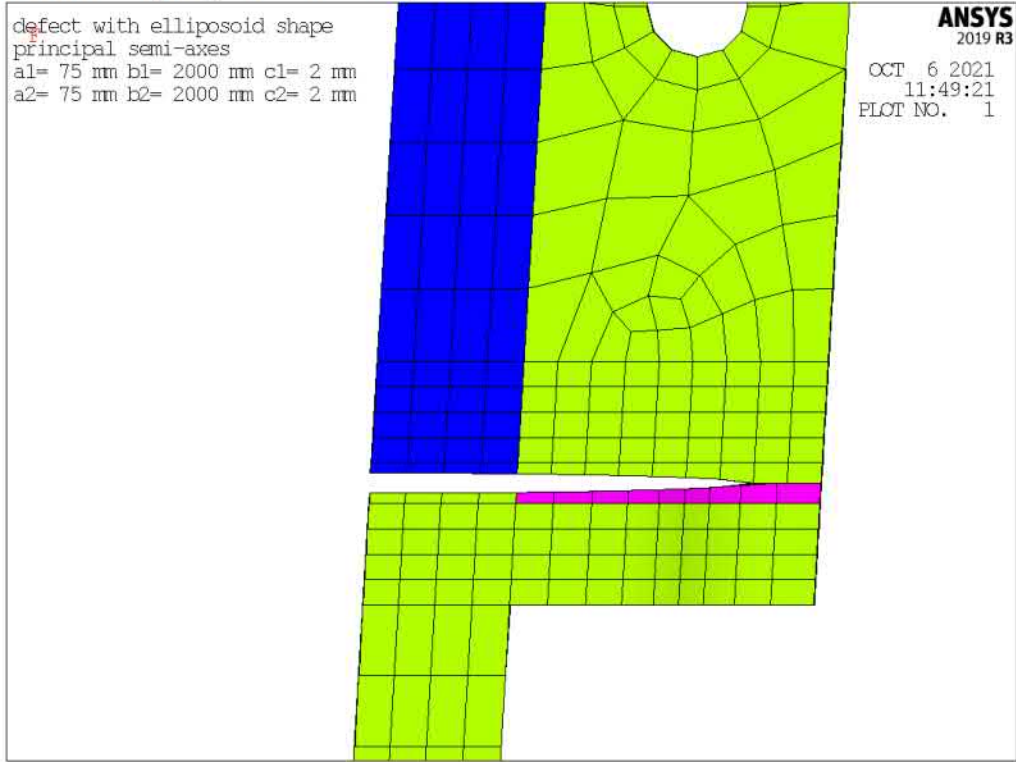 defect with elliposoid shape
principal semi-axes
a1= 75 mm b1= 2000 mm c1= 2 mm
a2= 75 mm b2= 2000 mm c2= 2 mm
ANSYS
2019 R3
OCT 6 2021
11:49:21
PLOT NO. 1